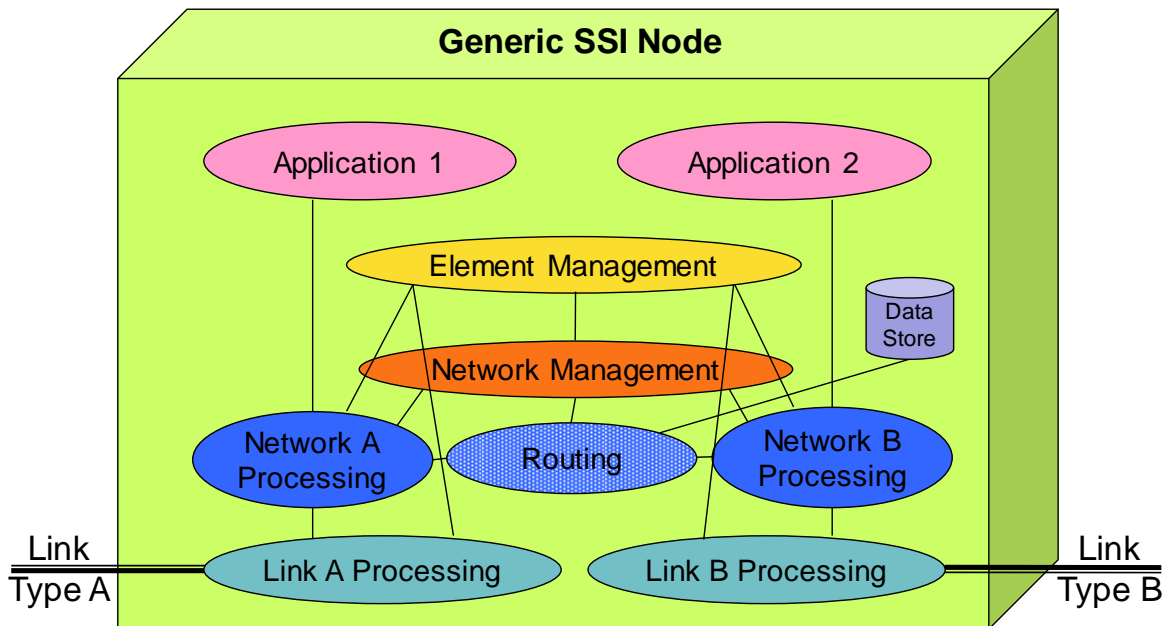 Generic SSI Node
Application 1
Application 2
Element Management
Data
Store
Network Management
Network A
Processing
Routing
Network B
Processing
Link
Type A
Link A Processing
Link B Processing
Link
Type B